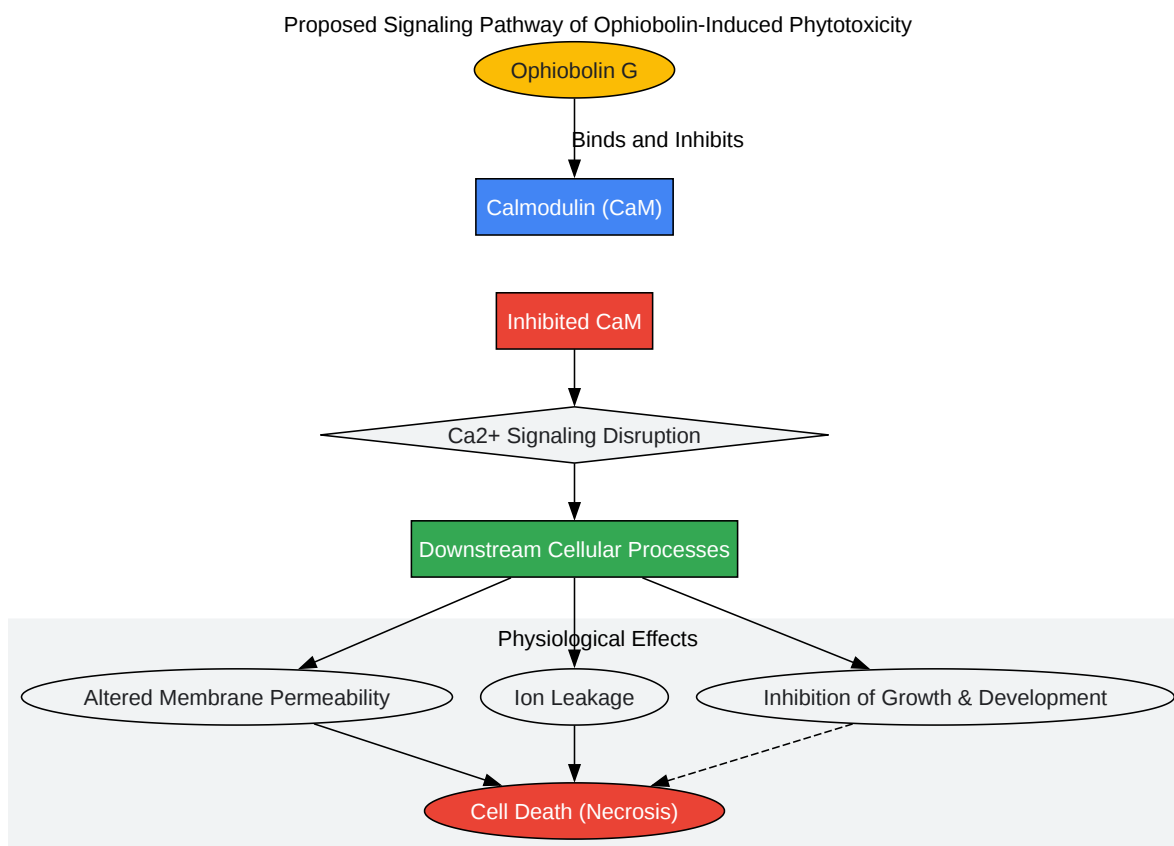 Proposed Signaling Pathway of Ophiobolin-Induced Phytotoxicity
Ophiobolin G
Binds and Inhibits
Calmodulin (CaM)
Inhibited CaM
Ca2+ Signaling Disruption
Downstream Cellular Processes
Physiological Effects
Altered Membrane Permeability
Ion Leakage
Inhibition of Growth & Development
Cell Death (Necrosis)